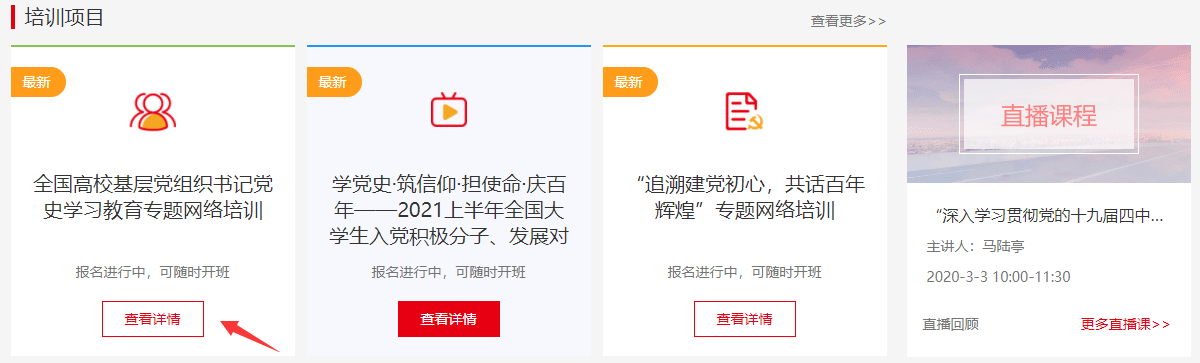 培训项目
查看更多>>
最新
全国高校基层党组织书记党
史学习教育专题网络培训
报名进行中，可随时开班
查看详情
最新
学党史·筑信仰·担使命·庆百
年——2021上半年全国大
学生入党积极分子、发展对
报名进行中，可随时开班
查看详情
最新
“追溯建党初心，共话百年
辉煌”专题网络培训
报名进行中，可随时开班
查看详情
直播课程
“深入学习贯彻党的十九届四中...
主讲人：马陆亭
2020-3-3 10:00-11:30
直播回顾
更多直播课>>